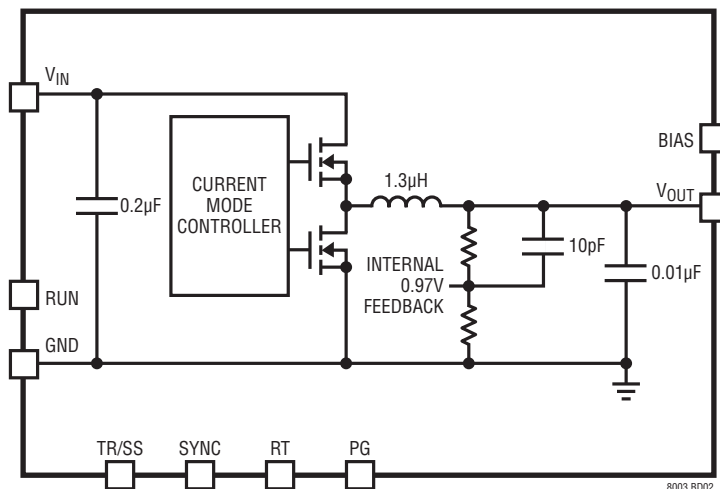 VIN
BIAS
1.3µH
VOUT
CURRENT
MODE
CONTROLLER
0.2µF
10pF
INTERNAL
0.97V
FEEDBACK
0.01µF
RUN
GND
TR/SS
SYNC
RT
PG
8003 BD02